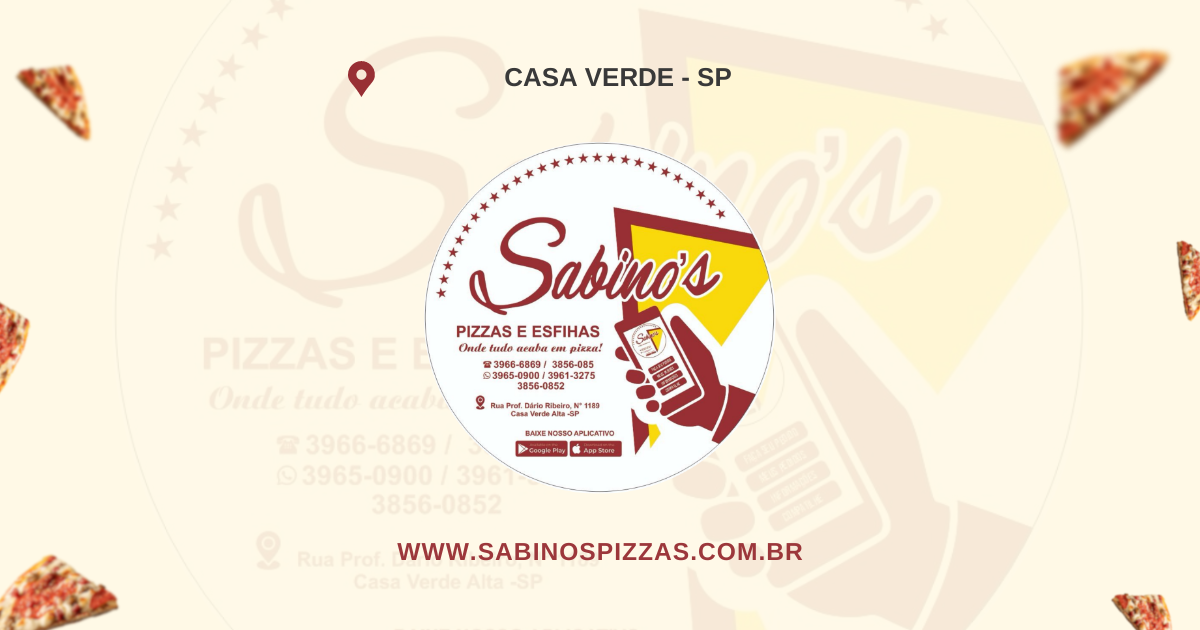 CASA VERDE - SP
Sabino's
PIZZAS E ESFIHAS
Onde tudo acaba em pizza!
3966-6869 / 3856-085
3965-0900 / 3961-3275
3856-0852
Rua Prof. Dário Ribeiro, N° 1189
Casa Verde Alta -SP
BAIXE NOSSO APLICATIVO
Google Play App Store
WWW.SABINOSPIZZAS.COM.BR